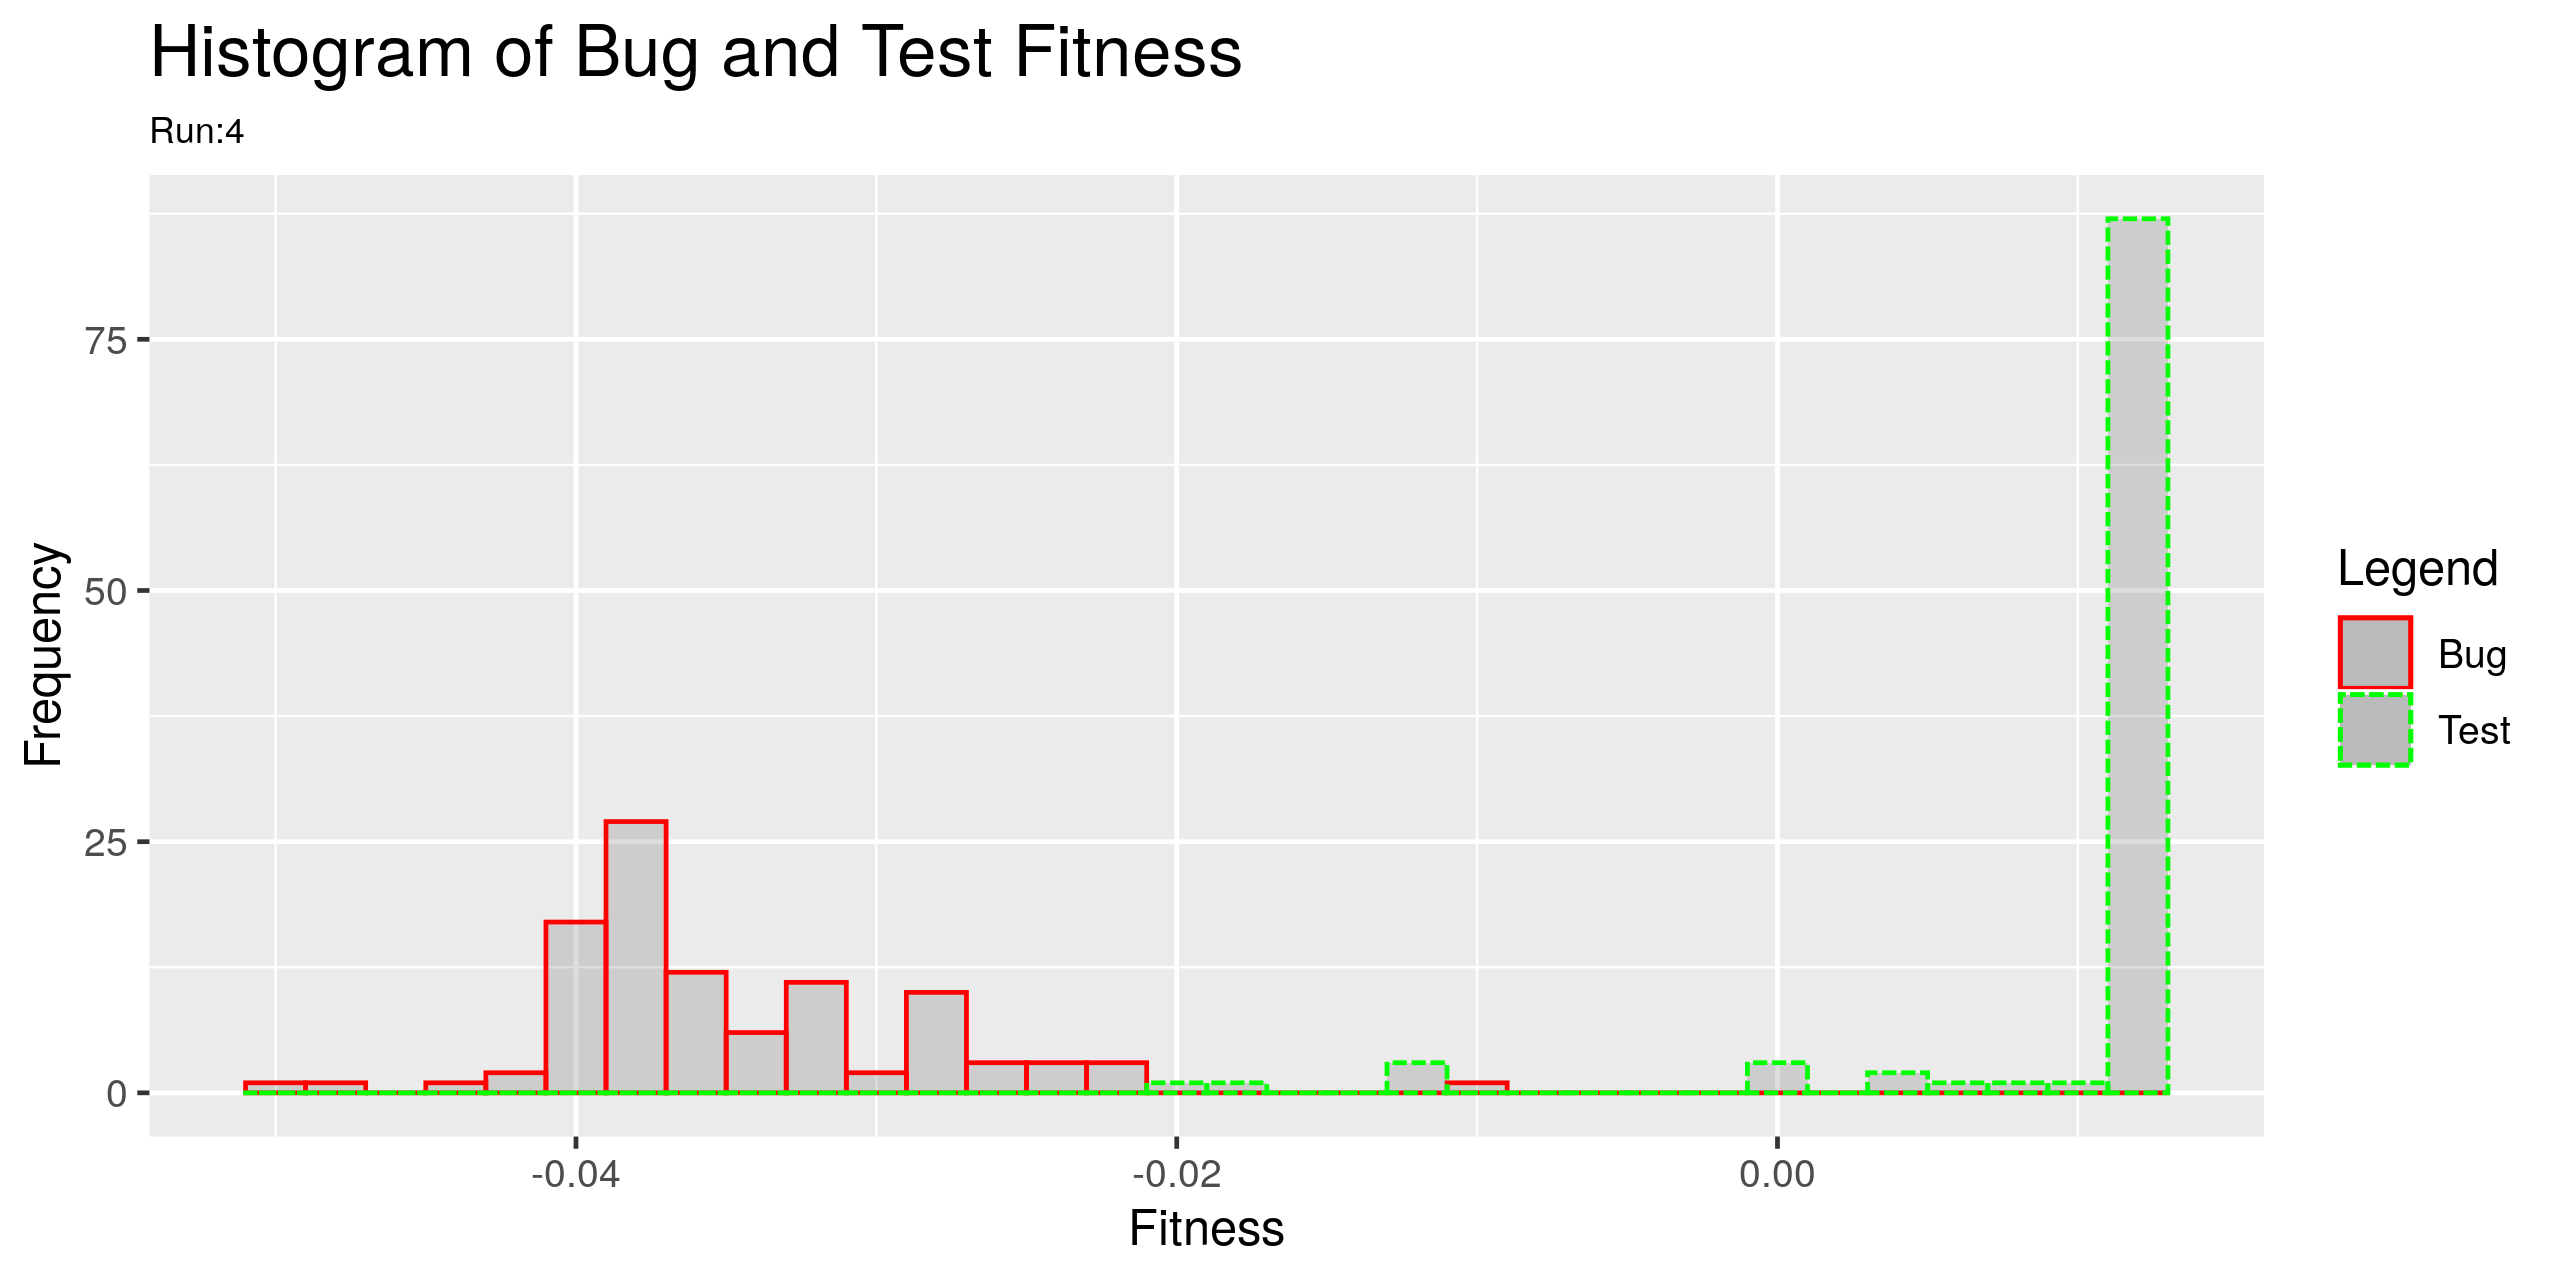 Histogram of Bug and Test Fitness
Run:4
Frequency
75
50
25
0
-0.04
-0.02
0.00
Fitness
Legend
Bug
Test